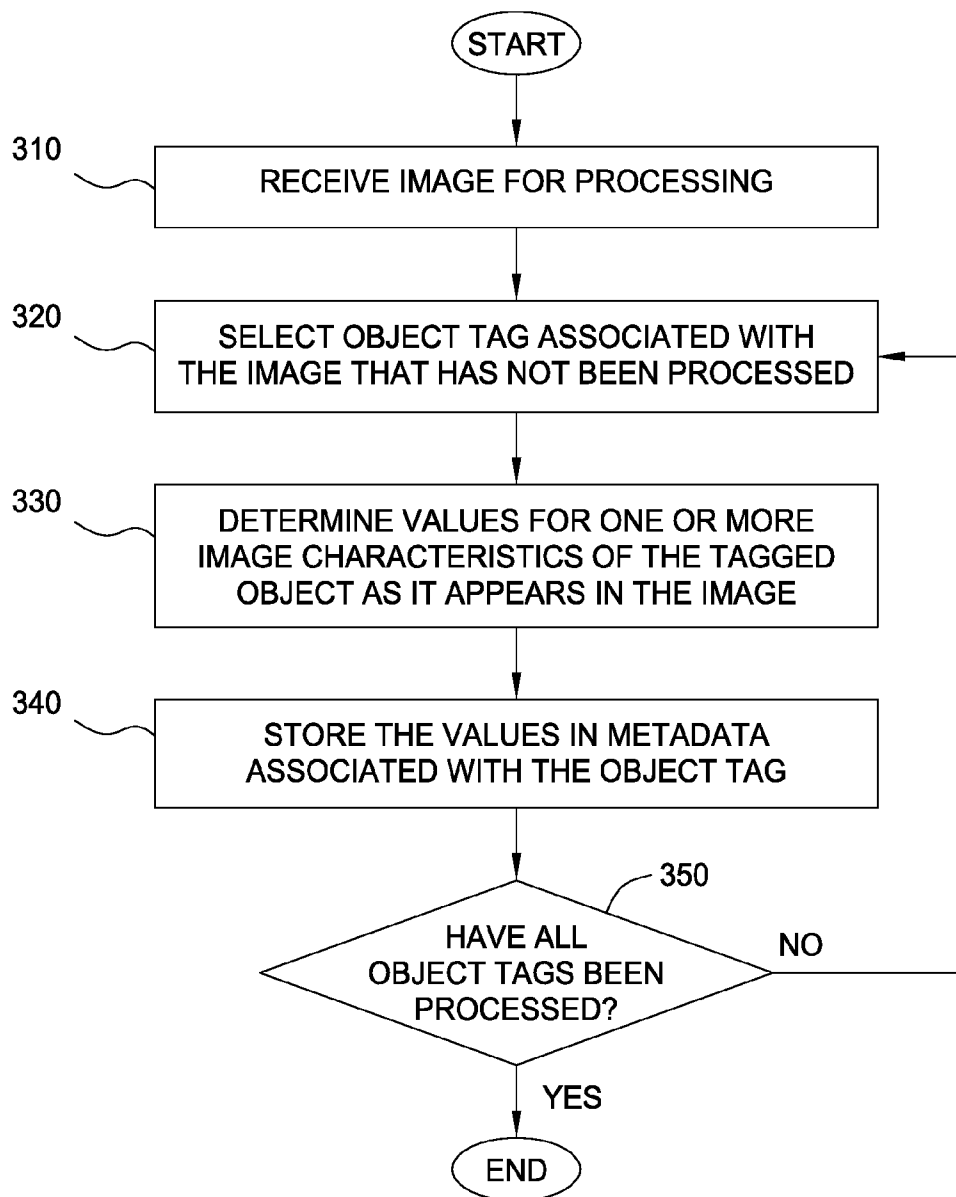 START
310
RECEIVE IMAGE FOR PROCESSING
320
SELECT OBJECT TAG ASSOCIATED WITH
THE IMAGE THAT HAS NOT BEEN PROCESSED
330
DETERMINE VALUES FOR ONE OR MORE
IMAGE CHARACTERISTICS OF THE TAGGED
OBJECT AS IT APPEARS IN THE IMAGE
340
STORE THE VALUES IN METADATA
ASSOCIATED WITH THE OBJECT TAG
350
HAVE ALL
OBJECT TAGS BEEN
PROCESSED?
NO
YES
END